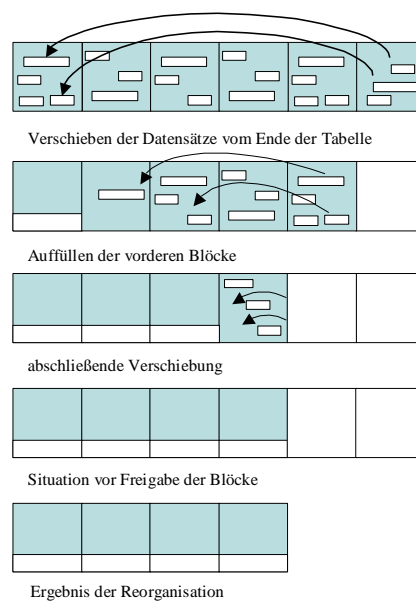 Verschieben der Datensätze vom Ende der Tabelle
Auffüllen der vorderen Blöcke
abschließende Verschiebung
Situation vor Freigabe der Blöcke
Ergebnis der Reorganisation